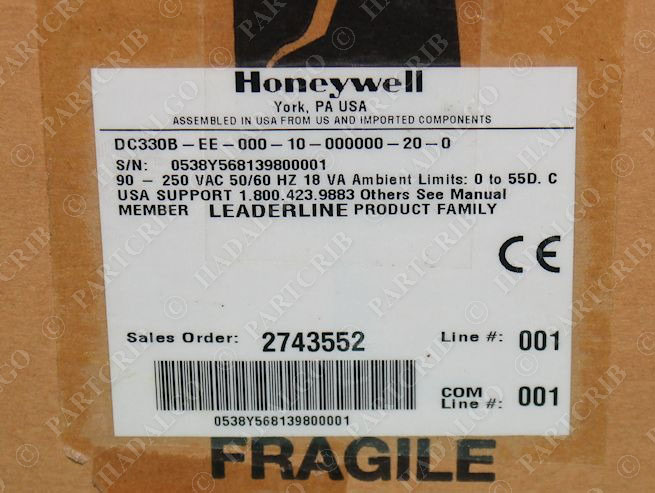 Honeywell
York, PA USA
ASSEMBLED IN USA FROM US AND IMPORTED COMPONENTS
DC330B - EE - 000 - 10 - 000000 - 20 - 0
S/N: 0538Y568139800001
90 - 250 VAC 50/60 HZ 18 VA Ambient Limits: 0 to 55D. C
USA SUPPORT 1.800.423.9883 Others See Manual
MEMBER LEADERLINE PRODUCT FAMILY
CE
Sales Order: 2743552 Line #: 001
COM
Line #: 001
0538Y568139800001
FRAGILE
© PARTCRIB © HADALGO